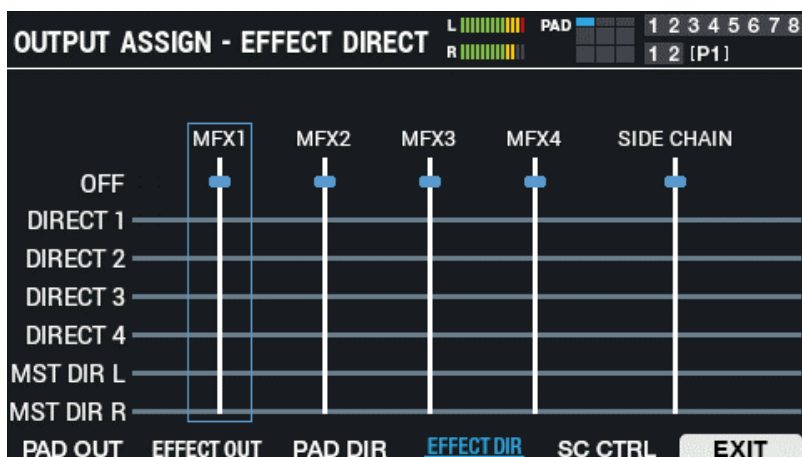 OUTPUT ASSIGN - EFFECT DIRECT L PAD 1 2 3 4 5 6 7 8
R 1 2 [P1]
MFX1 MFX2 MFX3 MFX4 SIDE CHAIN
OFF
DIRECT 1
DIRECT 2
DIRECT 3
DIRECT 4
MST DIR L
MST DIR R
PAD OUT EFFECT OUT PAD DIR EFFECT DIR SC CTRL EXIT